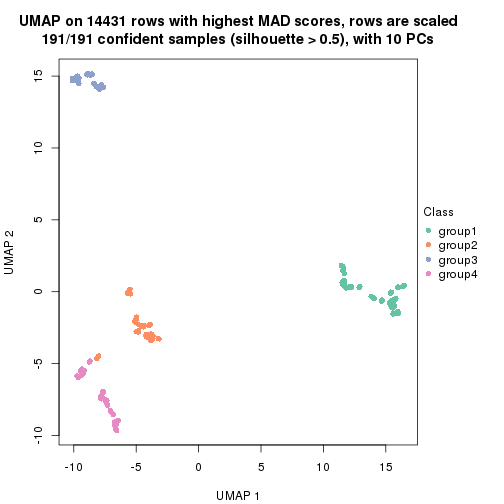 UMAP on 14431 rows with highest MAD scores, rows are scaled
191/191 confident samples (silhouette > 0.5), with 10 PCs
15
10
5
0
-5
-10
UMAP 2
-10 -5 0 5 10 15
UMAP 1
Class
group1
group2
group3
group4